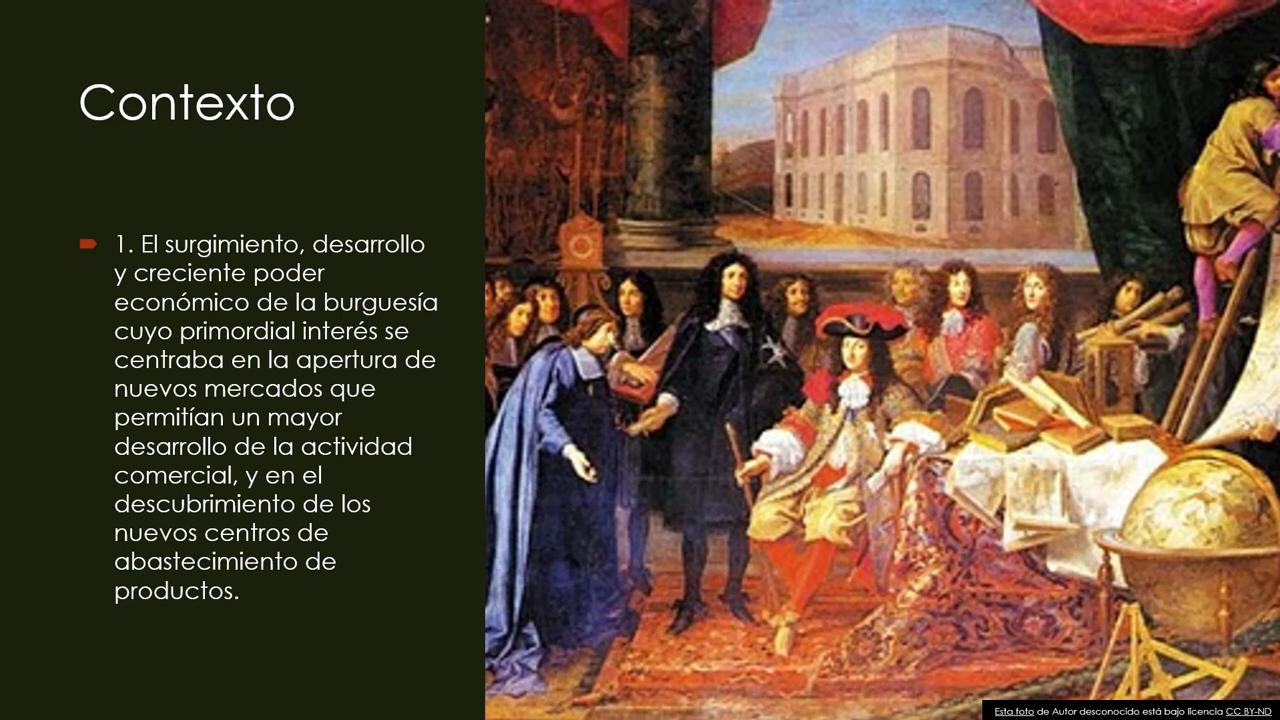 Contexto
1. El surgimiento, desarrollo
y creciente poder
económico de la burguesía
cuyo primordial interés se
centraba en la apertura de
nuevos mercados que
permitían un mayor
desarrollo de la actividad
comercial, y en el
descubrimiento de los
nuevos centros de
abastecimiento de
productos.
Esta foto de Autor desconocido está bajo licencia CC BY-ND